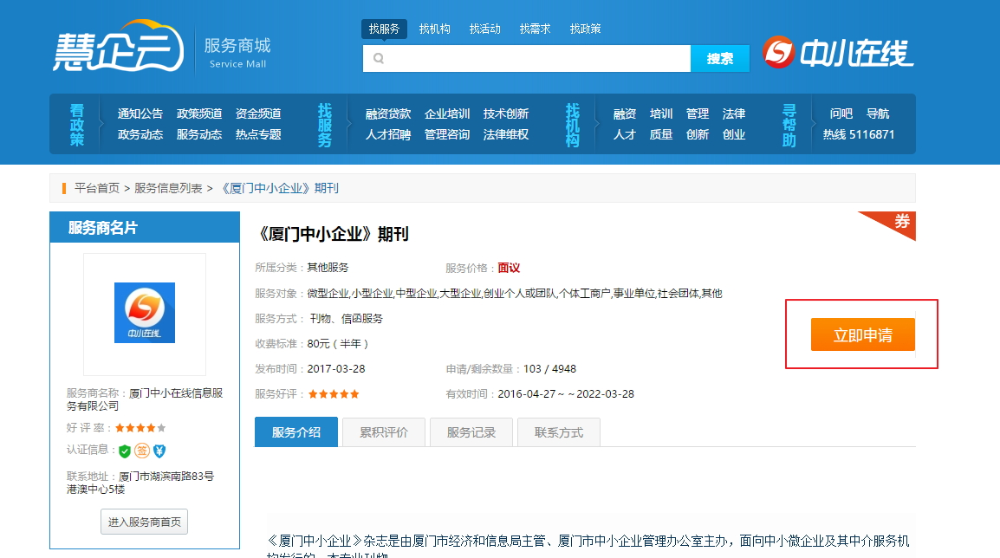 找服务 找机构 找活动 找需求 找政策
慧企云 服务商城
Service Mall
搜索
中小在线
看政策 通知公告 政策频道 资金频道 找服务 融资贷款 企业培训 技术创新 找机构 融资 培训 管理 法律 寻帮助 问吧 导航
政务动态 服务动态 热点专题 人才招聘 管理咨询 法律维权 人才 质量 创新 创业 热线 5116871
平台首页 > 服务信息列表 > 《厦门中小企业》期刊
服务商名片
中小在线
服务商名称：厦门中小在线信息服
务有限公司
好 评 率：
认证信息： 签
联系地址：厦门市湖滨南路83号
港澳中心5楼
进入服务商首页
《厦门中小企业》期刊
券
所属分类：其他服务 服务价格：面议
服务对象：微型企业,小型企业,中型企业,大型企业,创业个人或团队,个体工商户,事业单位,社会团体,其他
服务方式： 刊物、信函服务
收费标准：80元（半年）
发布时间：2017-03-28 申请/剩余数量：103 / 4948
服务好评： 有效时间：2016-04-27～～2022-03-28
立即申请
服务介绍 累积评价 服务记录 联系方式
《厦门中小企业》杂志是由厦门市经济和信息局主管、厦门市中小企业管理办公室主办，面向中小微企业及其中介服务机
构发行的一本专业刊物